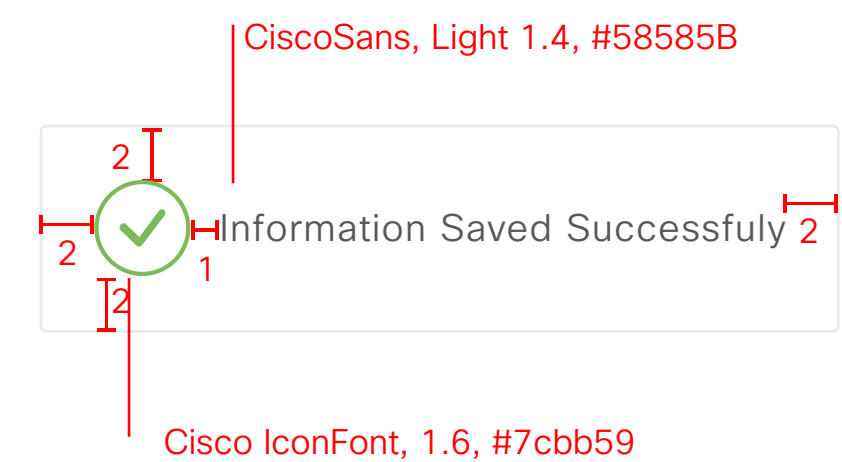 CiscoSans, Light 1.4, #58585B
2
Information Saved Successfuly
2
2
1
2
Cisco IconFont, 1.6, #7cbb59